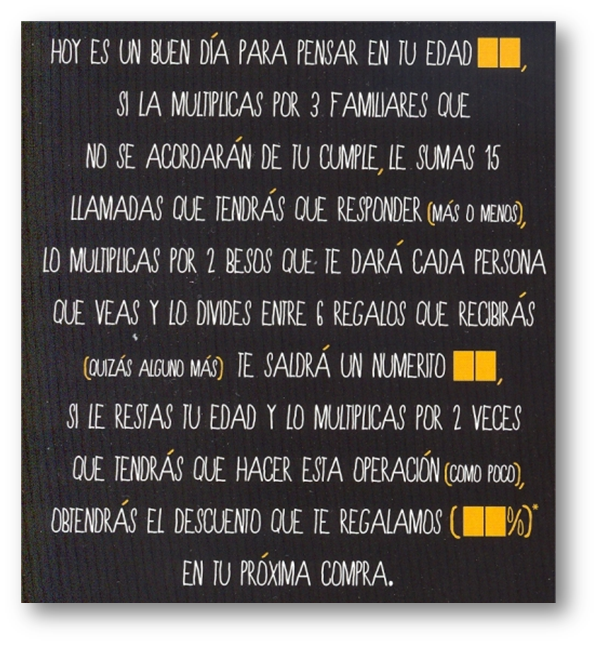 HOY ES UN BUEN DÍA PARA PENSAR EN TU EDAD ██,
SI LA MULTIPLICAS POR 3 FAMILIARES QUE
NO SE ACORDARÁN DE TU CUMPLE, LE SUMAS 15
LLAMADAS QUE TENDRÁS QUE RESPONDER (MÁS O MENOS),
LO MULTIPLICAS POR 2 BESOS QUE TE DARÁ CADA PERSONA
QUE VEAS Y LO DIVIDES ENTRE 6 REGALOS QUE RECIBIRÁS
(QUIZÁS ALGUNO MÁS) TE SALDRÁ UN NUMERITO ██,
SI LE RESTAS TU EDAD Y LO MULTIPLICAS POR 2 VECES
QUE TENDRÁS QUE HACER ESTA OPERACIÓN (COMO POCO),
OBTENDRÁS EL DESCUENTO QUE TE REGALAMOS (██%)*
EN TU PRÓXIMA COMPRA.